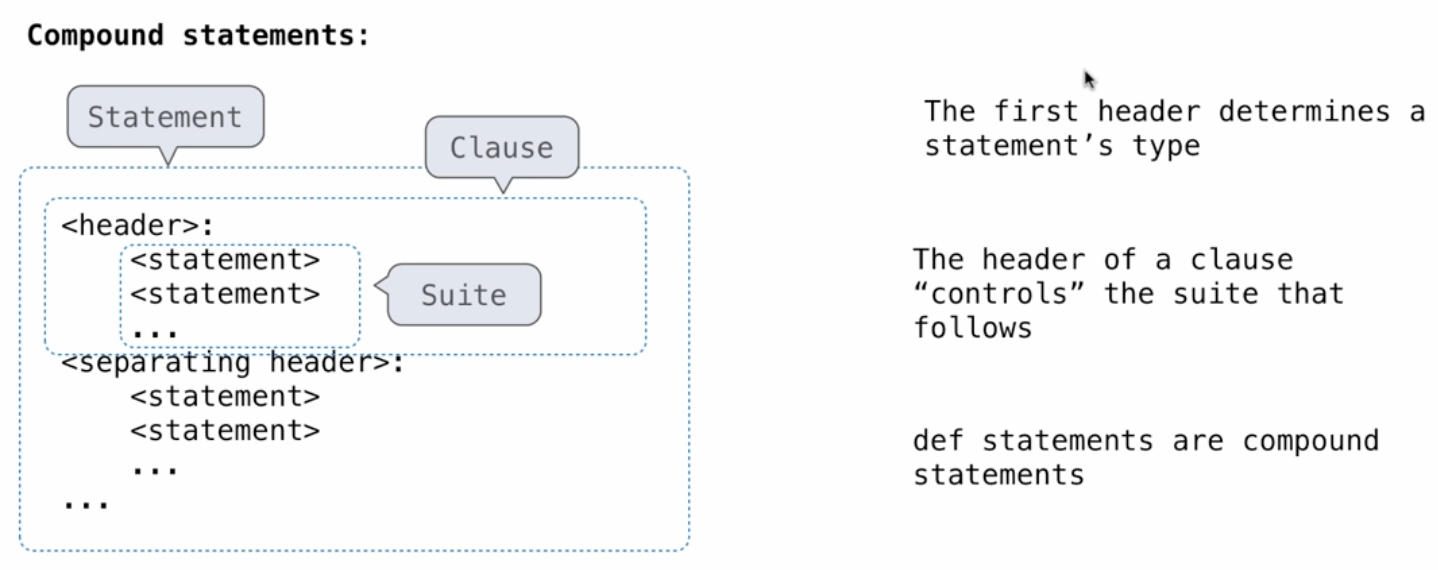 Compound statements:
Statement
Clause
<header>:
<statement>
<statement>
...
Suite
<separating header>:
<statement>
<statement>
...
...
The first header determines a
statement’s type
The header of a clause
“controls” the suite that
follows
def statements are compound
statements